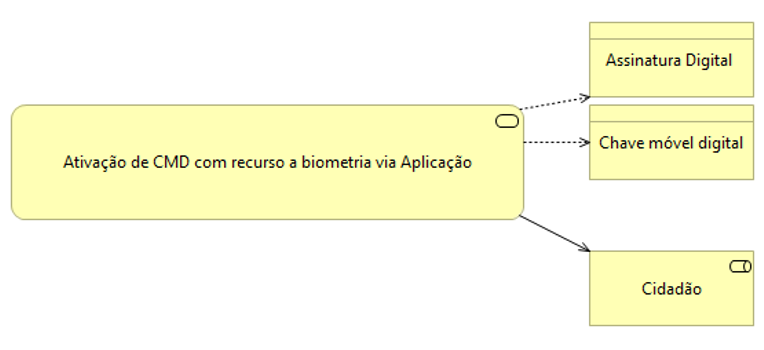 Assinatura Digital
Ativação de CMD com recurso a biometria via Aplicação
Chave móvel digital
Cidadão